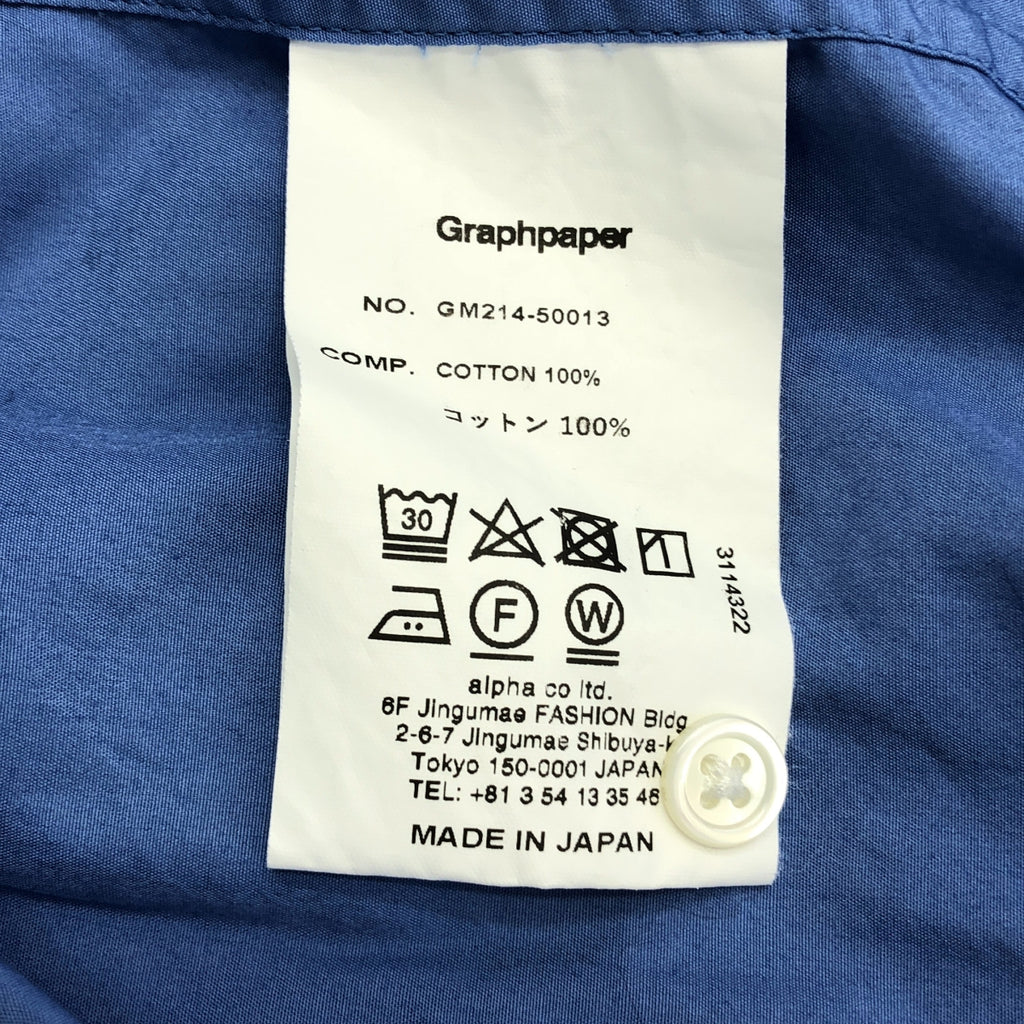 Graphpaper
NO. GM214-50013
COMP. COTTON 100%
コットン 100%
30
1
3114322
F
W
alpha co ltd.
6F Jingumae FASHION Bldg
2-6-7 Jingumae
Tokyo 150-0001 JAPAN
TEL: +81 3 54 13 35 46
MADE IN JAPAN